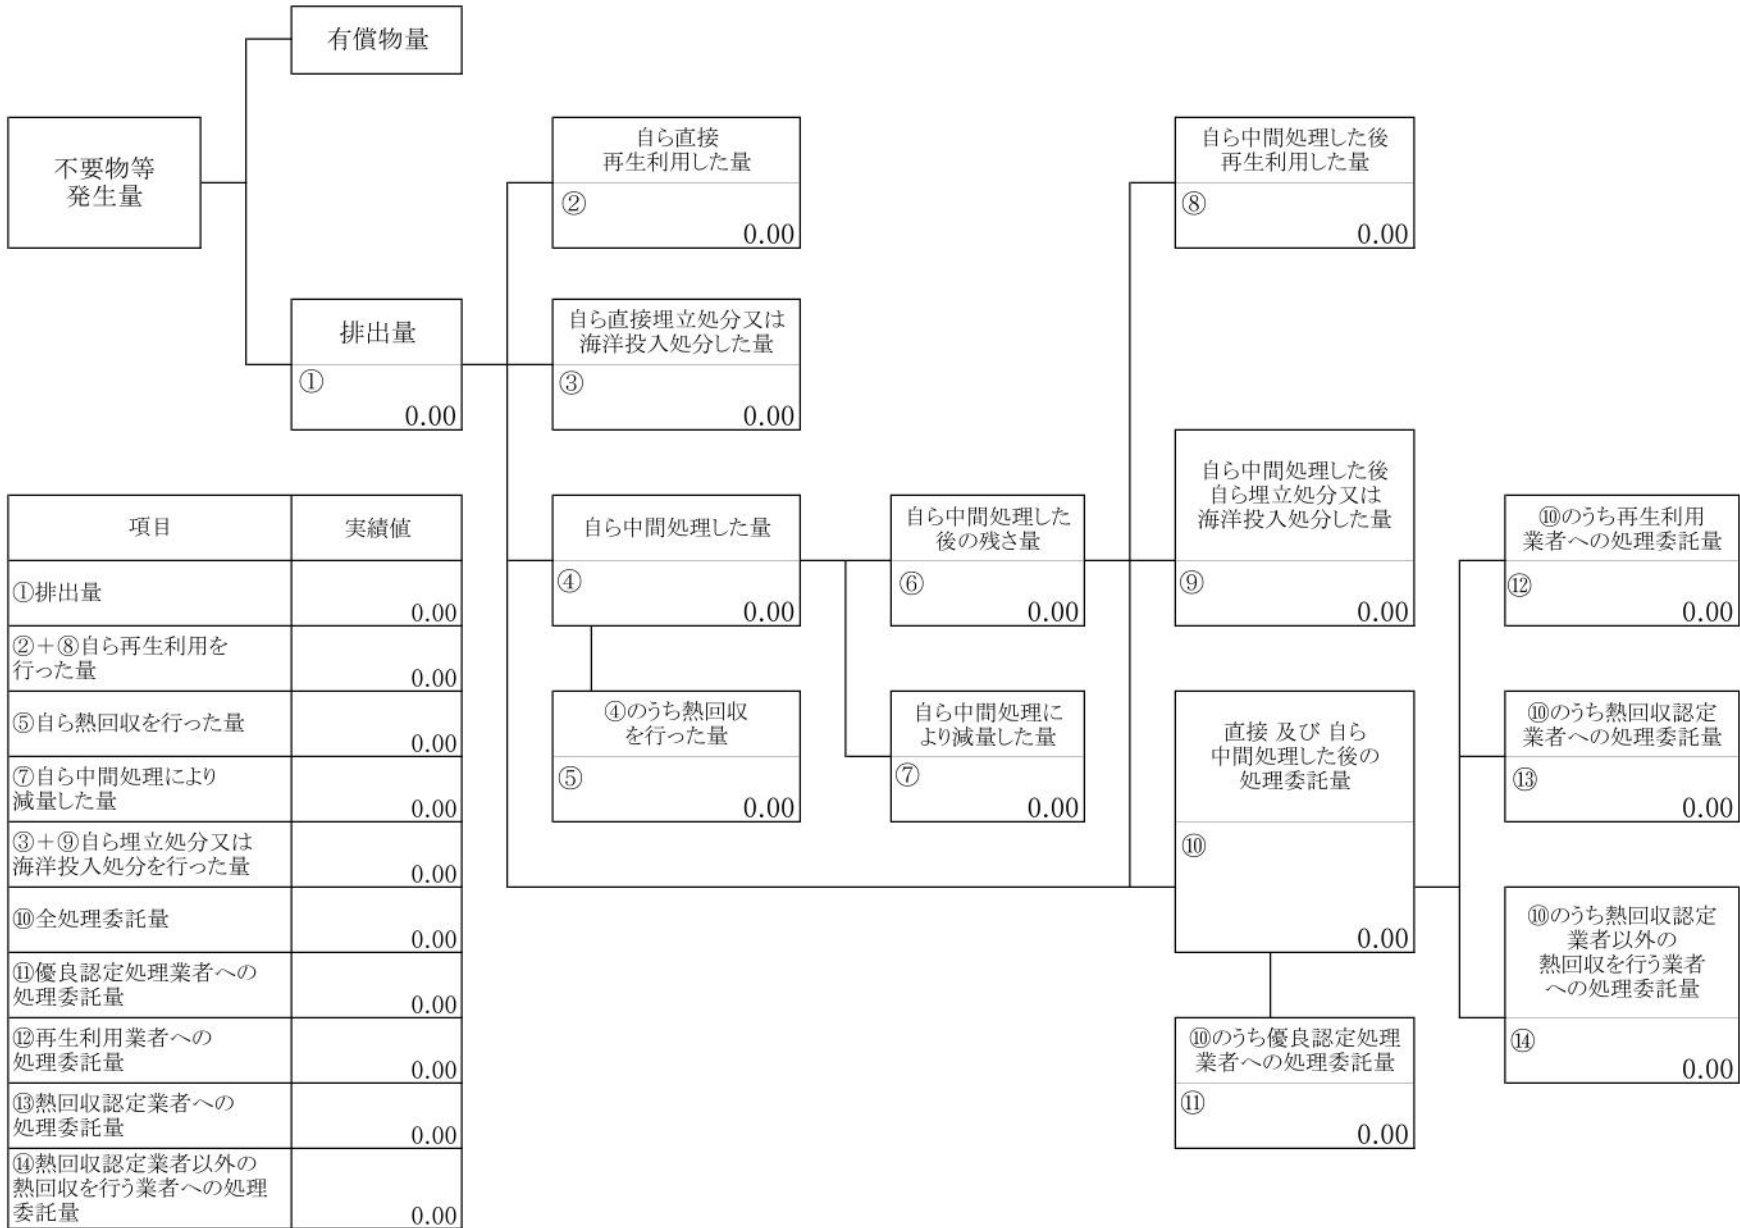 有償物量
不要物等
発生量
自ら直接
再生利用した量
②
0.00
自ら中間処理した後
再生利用した量
⑧
0.00
排出量
①
0.00
自ら直接埋立処分又は
海洋投入処分した量
③
0.00
自ら中間処理した量
④
0.00
自ら中間処理した
後の残さ量
⑥
0.00
自ら中間処理した後
自ら埋立処分又は
海洋投入処分した量
⑨
0.00
⑩のうち再生利用
業者への処理委託量
⑫
0.00
④のうち熱回収
を行った量
⑤
0.00
自ら中間処理に
より減量した量
⑦
0.00
直接 及び 自ら
中間処理した後の
処理委託量
⑩
0.00
⑩のうち熱回収認定
業者への処理委託量
⑬
0.00
⑩のうち熱回収認定
業者以外の
熱回収を行う業者
への処理委託量
⑭
0.00
⑩のうち優良認定処理
業者への処理委託量
⑪
0.00
項目 実績値
①排出量
0.00
②+⑧自ら再生利用を
行った量
0.00
⑤自ら熱回収を行った量
0.00
⑦自ら中間処理により
減量した量
0.00
③+⑨自ら埋立処分又は
海洋投入処分を行った量
0.00
⑩全処理委託量
0.00
⑪優良認定処理業者への
処理委託量
0.00
⑫再生利用業者への
処理委託量
0.00
⑬熱回収認定業者への
処理委託量
0.00
⑭熱回収認定業者以外の
熱回収を行う業者への処理
委託量
0.00